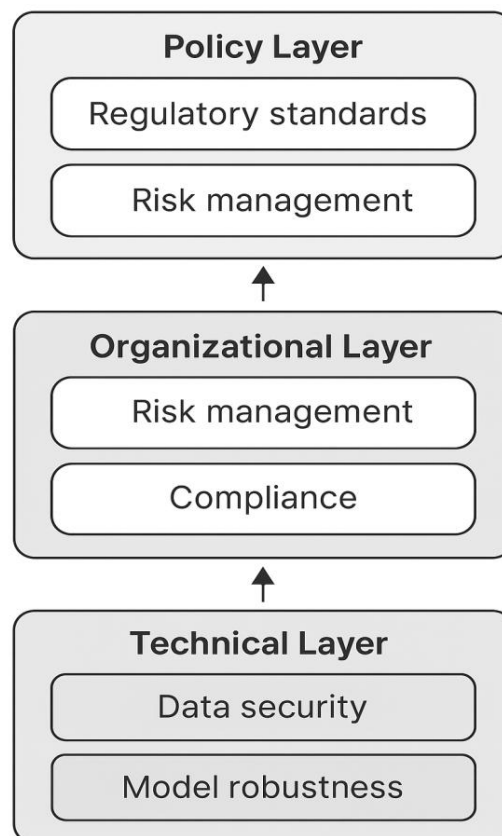 Policy Layer
Regulatory standards
Risk management
Organizational Layer
Risk management
Compliance
Technical Layer
Data security
Model robustness